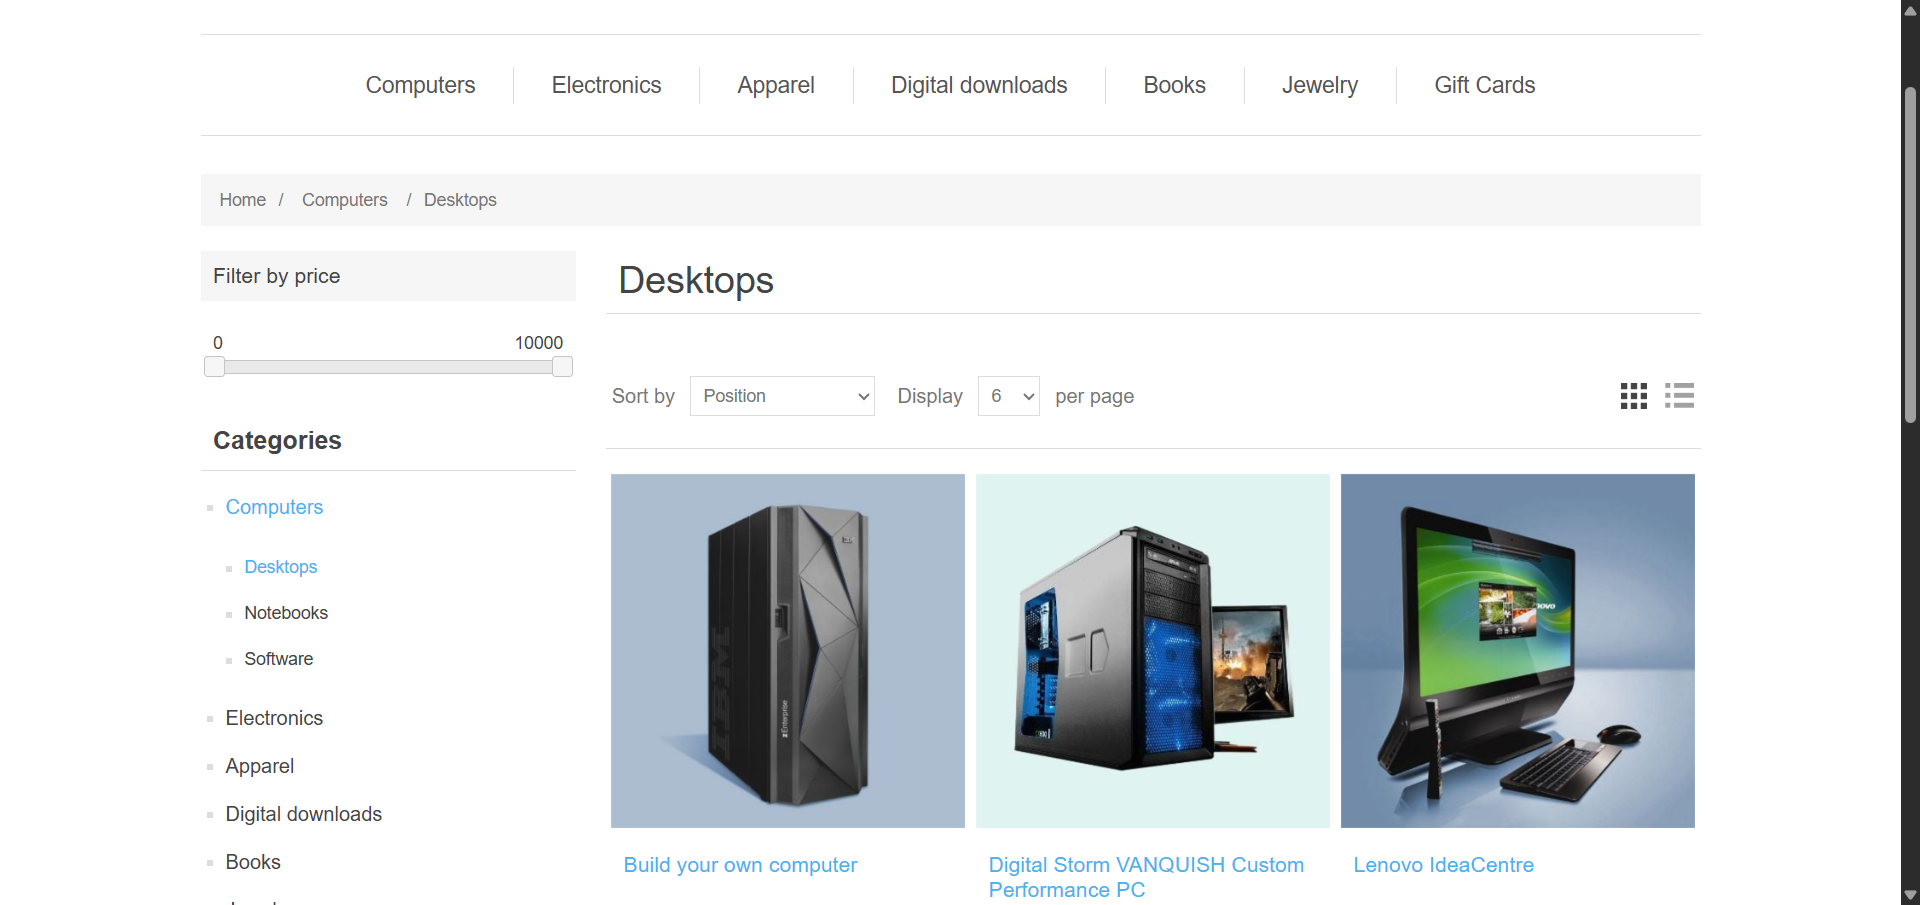 Computers
Electronics
Apparel
Digital downloads
Books
Jewelry
Gift Cards
Home / Computers / Desktops
Filter by price
0 10000
Categories
Computers
Desktops
Notebooks
Software
Electronics
Apparel
Digital downloads
Books
Desktops
Sort by Position Display 6 per page
IBM
Enterprise
Build your own computer
Digital Storm VANQUISH Custom
Performance PC
Lenovo IdeaCentre